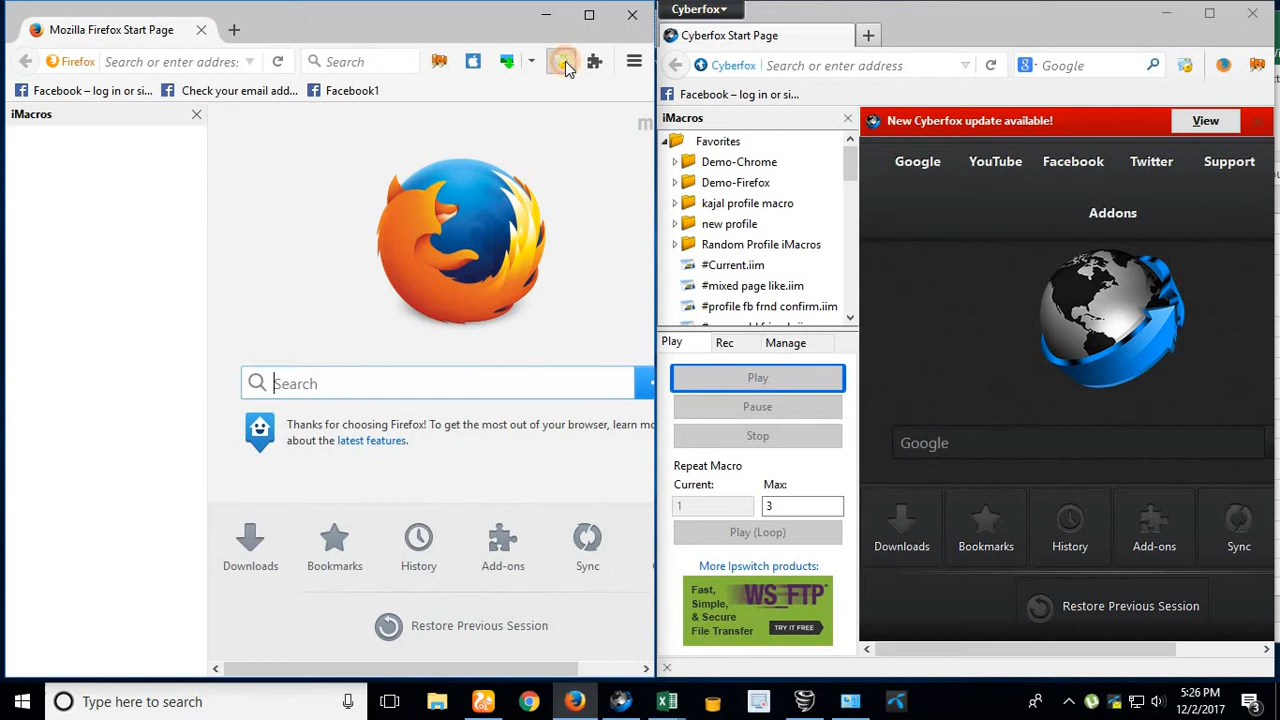 Mozilla Firefox Start Page
Firefox
Search or enter address
Search
Facebook – log in or si...
Check your email add...
Facebook1
iMacros
m
Search
Thanks for choosing Firefox! To get the most out of your browser, learn mo
about the latest features.
Downloads
Bookmarks
History
Add-ons
Sync
Restore Previous Session
Cyberfox
Cyberfox Start Page
Cyberfox
Search or enter address
Google
Facebook – log in or si...
iMacros
Favorites
Demo-Chrome
Demo-Firefox
kajal profile macro
new profile
Random Profile iMacros
#Current.iim
#mixed page like.iim
#profile fb frnd confirm.iim
Play
Rec
Manage
Play
Pause
Stop
Repeat Macro
Current:
Max:
1
3
Play (Loop)
More Ipswitch products:
Fast,
Simple,
& Secure
File Transfer
WS_FTP
TRY IT FREE
New Cyberfox update available!
View
Google
YouTube
Facebook
Twitter
Support
Addons
Google
Downloads
Bookmarks
History
Add-ons
Sync
Restore Previous Session
Type here to search
5:26 PM
12/2/2017
3